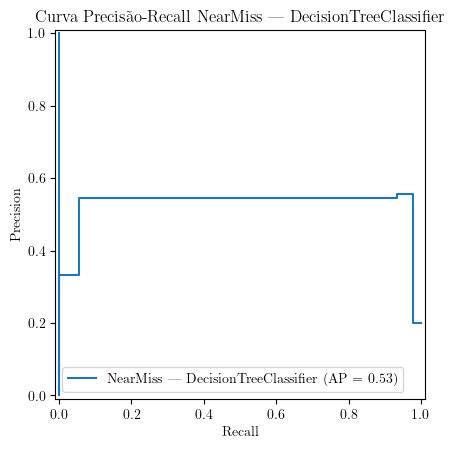 Curva Precisão-Recall NearMiss — DecisionTreeClassifier
1.0
0.8
0.6
0.4
0.2
0.0
Precision
NearMiss — DecisionTreeClassifier (AP = 0.53)
0.0 0.2 0.4 0.6 0.8 1.0
Recall